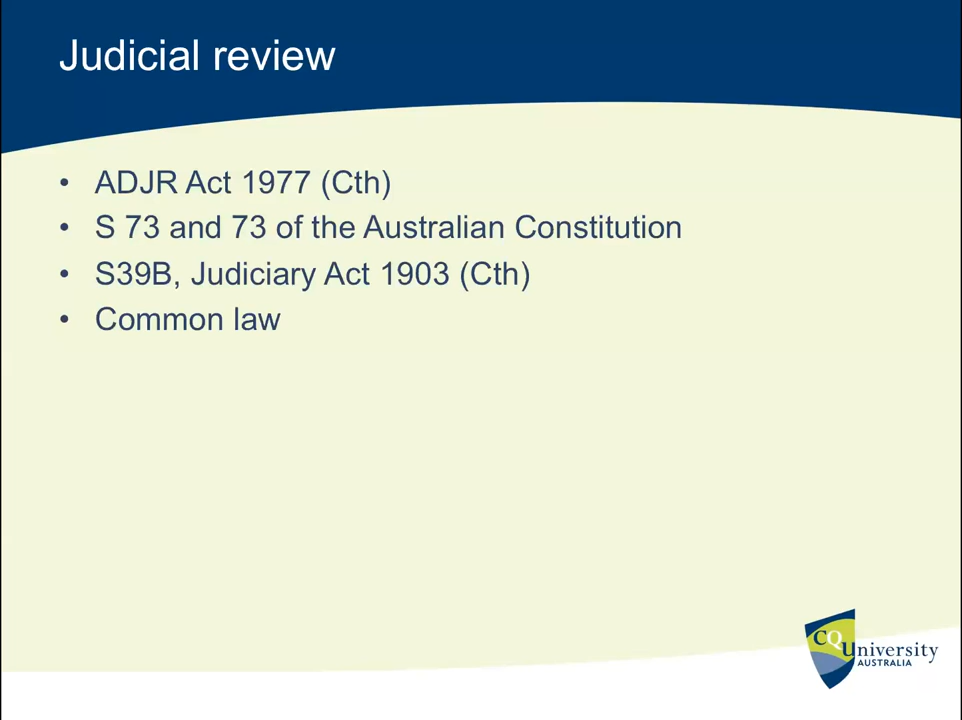 Judicial review
• ADJR Act 1977 (Cth)
• S 73 and 73 of the Australian Constitution
• S39B, Judiciary Act 1903 (Cth)
• Common law
CQUniversity
AUSTRALIA